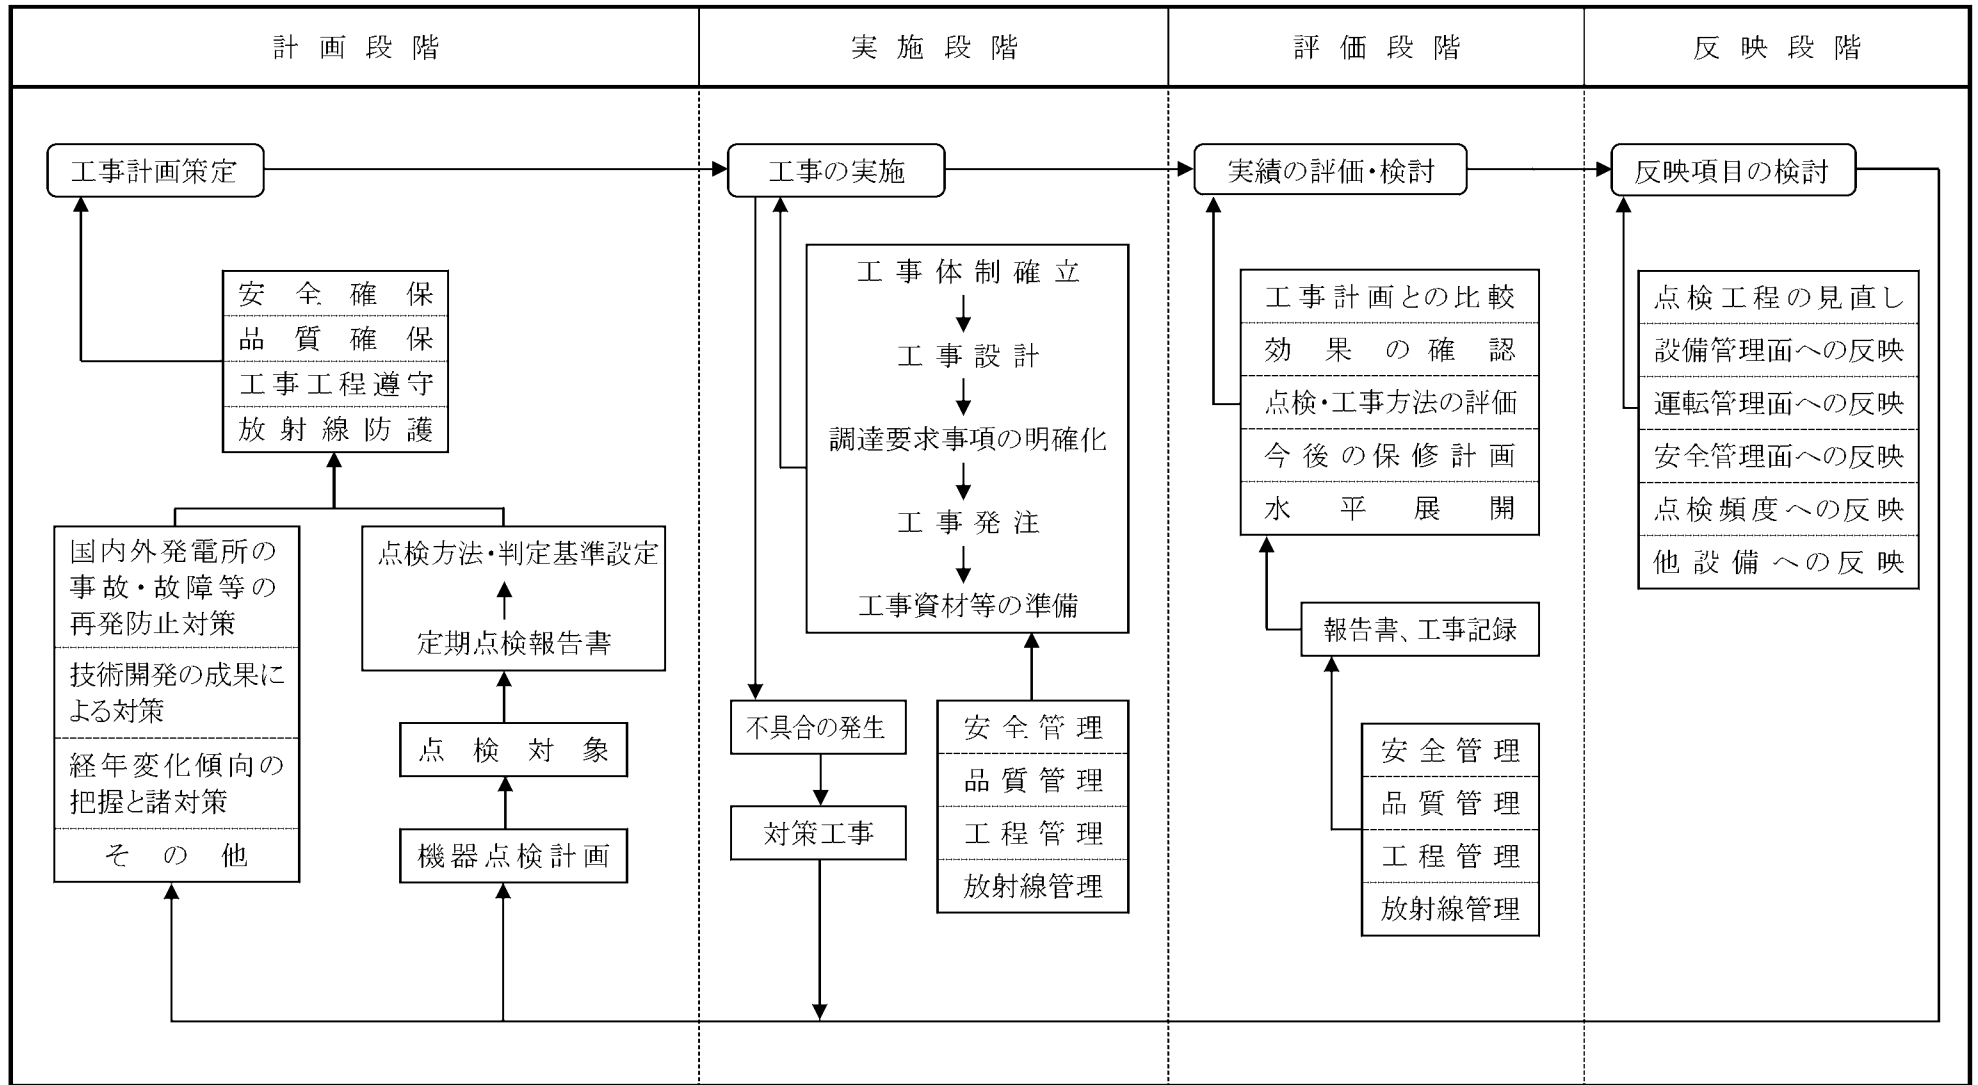 計画段階
実施段階
評価段階
反映段階
工事計画策定
工事の実施
実績の評価・検討
反映項目の検討
安全確保
品質確保
工事工程遵守
放射線防護
国内外発電所の
事故・故障等の
再発防止対策
技術開発の成果に
よる対策
経年変化傾向の
把握と諸対策
その他
点検方法・判定基準設定
定期点検報告書
点検対象
機器点検計画
工事体制確立
工事設計
調達要求事項の明確化
工事発注
工事資材等の準備
不具合の発生
対策工事
安全管理
品質管理
工程管理
放射線管理
工事計画との比較
効果の確認
点検・工事方法の評価
今後の保修計画
水平展開
報告書、工事記録
安全管理
品質管理
工程管理
放射線管理
点検工程の見直し
設備管理面への反映
運転管理面への反映
安全管理面への反映
点検頻度への反映
他設備への反映